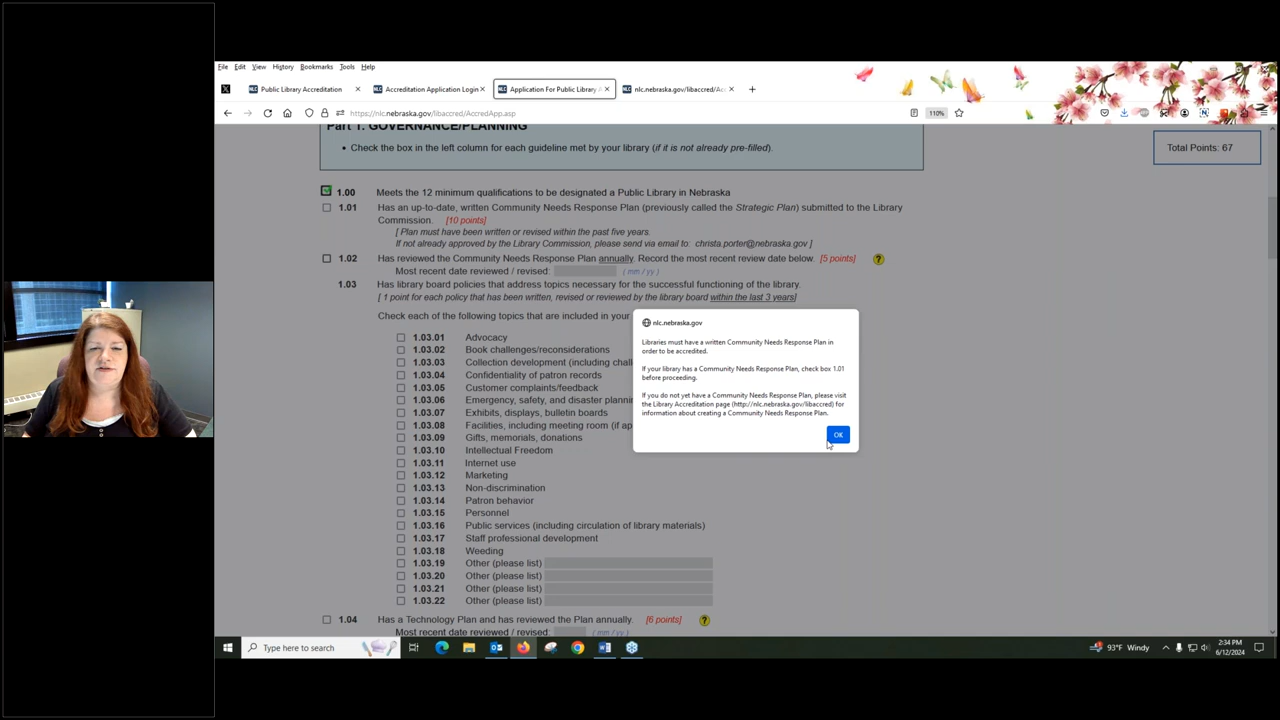 File Edit View History Bookmarks Tools Help
Public Library Accreditation
Accreditation Application Login
Application For Public Library A
nlc.nebraska.gov/libaccred/Acc
https://nlc.nebraska.gov/libaccred/AccredApp.asp
110%
Part 1: GOVERNANCE/PLANNING
Total Points: 67
• Check the box in the left column for each guideline met by your library (if it is not already pre-filled).
1.00 Meets the 12 minimum qualifications to be designated a Public Library in Nebraska
1.01 Has an up-to-date, written Community Needs Response Plan (previously called the Strategic Plan) submitted to the Library
Commission. [10 points]
[ Plan must have been written or revised within the past five years.
If not already approved by the Library Commission, please send via email to: christa.porter@nebraska.gov ]
1.02 Has reviewed the Community Needs Response Plan annually. Record the most recent review date below. [5 points] ?
Most recent date reviewed / revised: ( mm / yy )
1.03 Has library board policies that address topics necessary for the successful functioning of the library.
[ 1 point for each policy that has been written, revised or reviewed by the library board within the last 3 years]
Check each of the following topics that are included in your
1.03.01 Advocacy
1.03.02 Book challenges/reconsiderations
1.03.03 Collection development (including chall
1.03.04 Confidentiality of patron records
1.03.05 Customer complaints/feedback
1.03.06 Emergency, safety, and disaster plannin
1.03.07 Exhibits, displays, bulletin boards
1.03.08 Facilities, including meeting room (if ap
1.03.09 Gifts, memorials, donations
1.03.10 Intellectual Freedom
1.03.11 Internet use
1.03.12 Marketing
1.03.13 Non-discrimination
1.03.14 Patron behavior
1.03.15 Personnel
1.03.16 Public services (including circulation of library materials)
1.03.17 Staff professional development
1.03.18 Weeding
1.03.19 Other (please list)
1.03.20 Other (please list)
1.03.21 Other (please list)
1.03.22 Other (please list)
1.04 Has a Technology Plan and has reviewed the Plan annually. [6 points] ?
Most recent date reviewed / revised: ( mm / yy )
nlc.nebraska.gov
Libraries must have a written Community Needs Response Plan in
order to be accredited.
If your library has a Community Needs Response Plan, check box 1.01
before proceeding.
If you do not yet have a Community Needs Response Plan, please visit
the Library Accreditation page (http://nlc.nebraska.gov/libaccred) for
information about creating a Community Needs Response Plan.
OK
Type here to search
93°F Windy
2:34 PM
6/12/2024